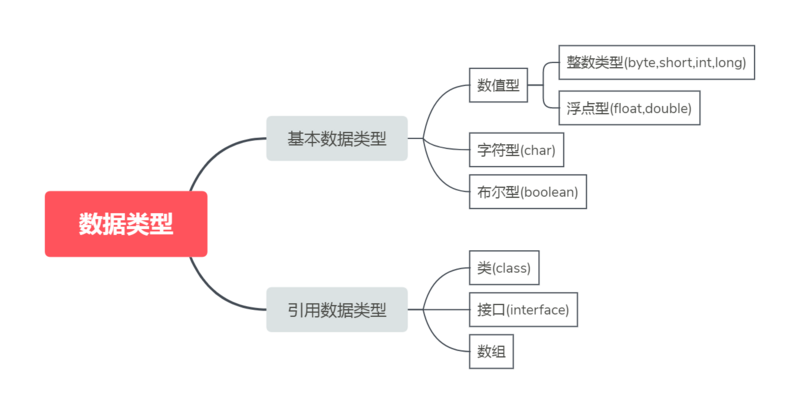 数据类型
基本数据类型
数值型
整数类型(byte,short,int,long)
浮点型(float,double)
字符型(char)
布尔型(boolean)
引用数据类型
类(class)
接口(interface)
数组